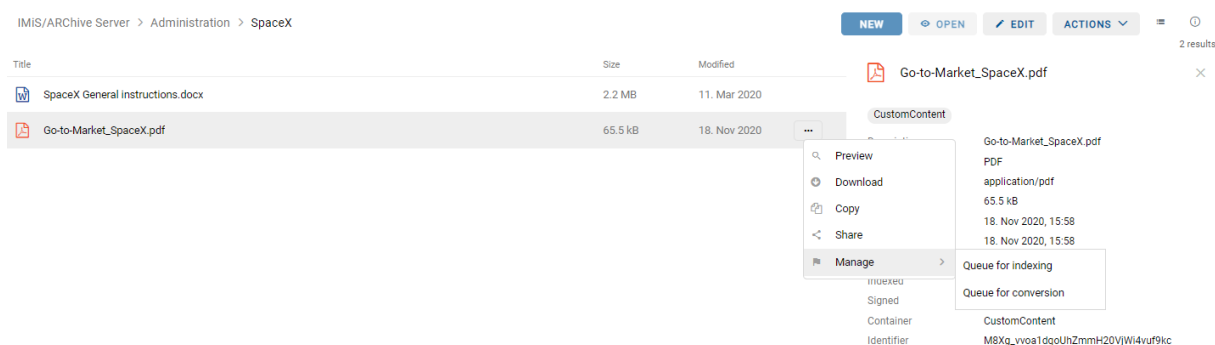 IMiS/ARChive Server > Administration > SpaceX
NEW OPEN EDIT ACTIONS
2 results
Title Size Modified
SpaceX General instructions.docx 2.2 MB 11. Mar 2020
Go-to-Market_SpaceX.pdf 65.5 kB 18. Nov 2020 ...
Go-to-Market_SpaceX.pdf
CustomContent
Go-to-Market_SpaceX.pdf
PDF
application/pdf
65.5 kB
18. Nov 2020, 15:58
18. Nov 2020, 15:58
Preview
Download
Copy
Share
Manage
Queue for indexing
Queue for conversion
Indexed
Signed
Container CustomContent
Identifier